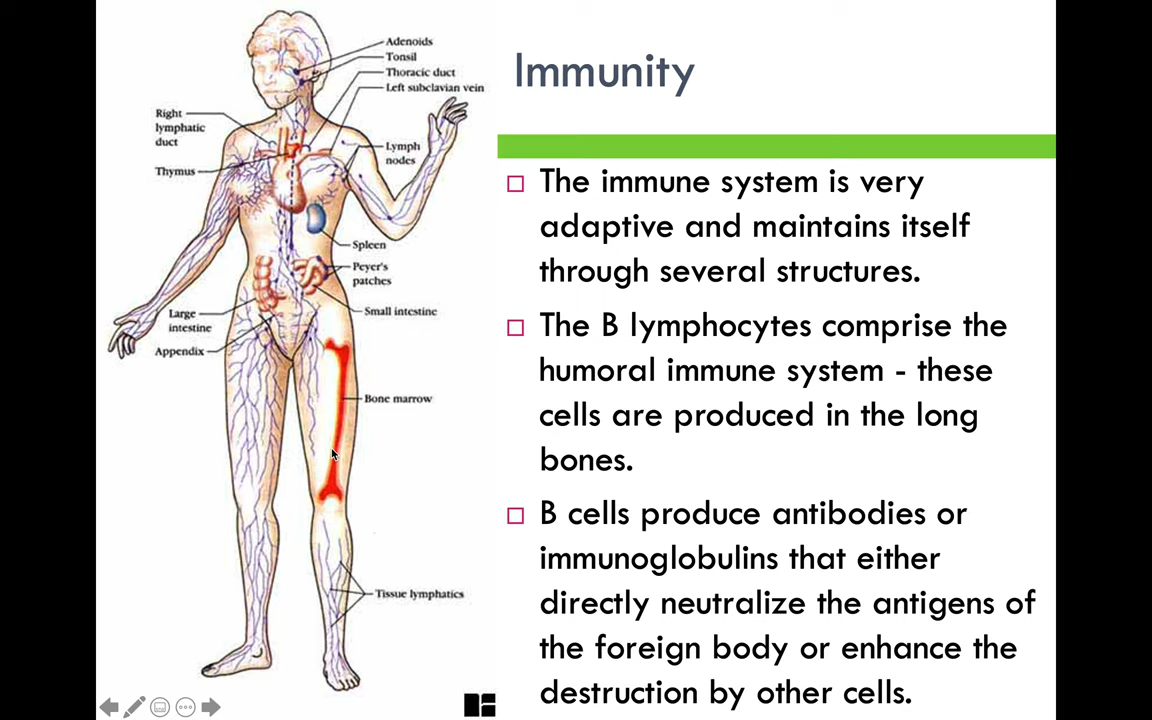 Adenoids
Tonsil
Thoracic duct
Left subclavian vein
Right
lymphatic
duct
Lymph
nodes
Thymus
Spleen
Peyer's
patches
Large
intestine
Small intestine
Appendix
Bone marrow
Tissue lymphatics
Immunity
The immune system is very
adaptive and maintains itself
through several structures.
The B lymphocytes comprise the
humoral immune system - these
cells are produced in the long
bones.
B cells produce antibodies or
immunoglobulins that either
directly neutralize the antigens of
the foreign body or enhance the
destruction by other cells.